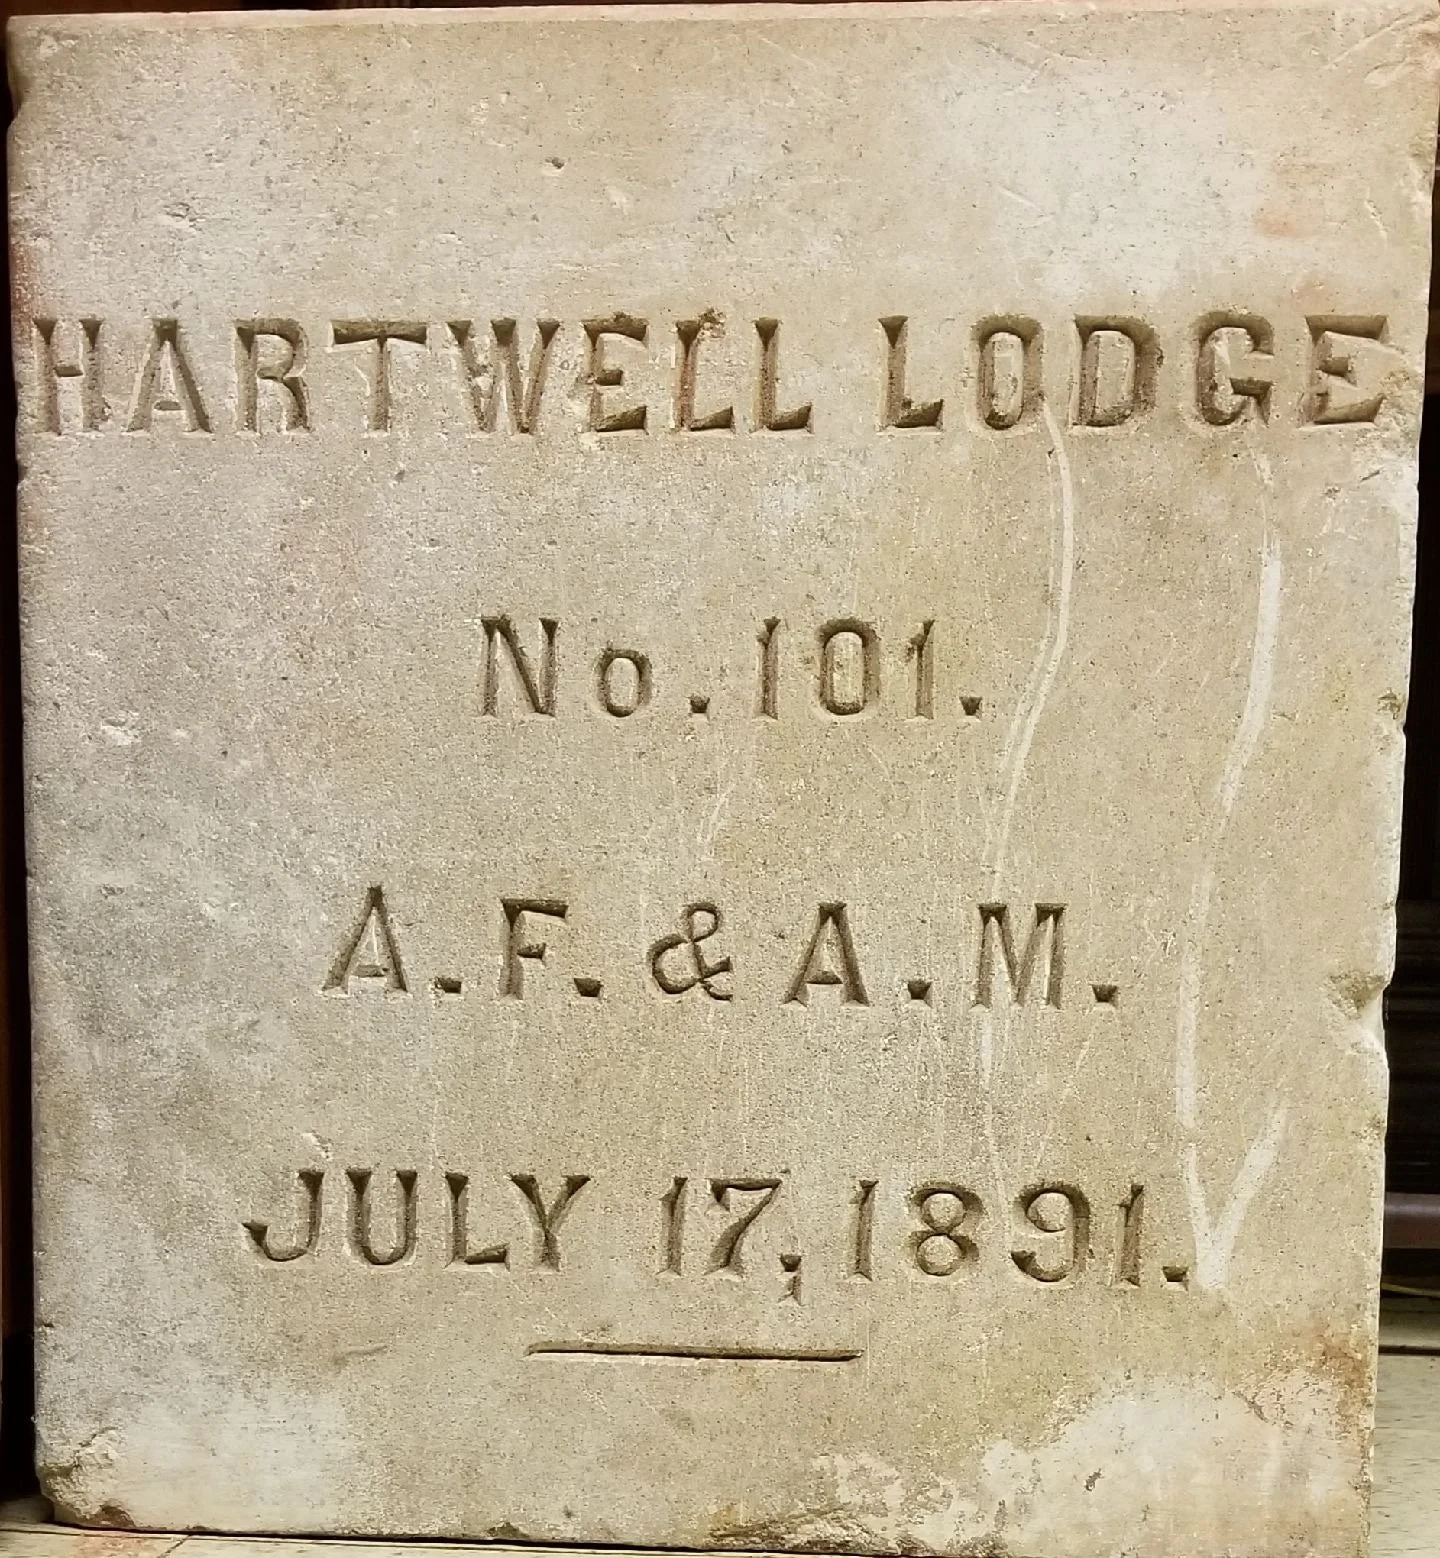 HARTWELL LODGE
No. 101.
A. F. & A. M.
JULY 17, 1891.